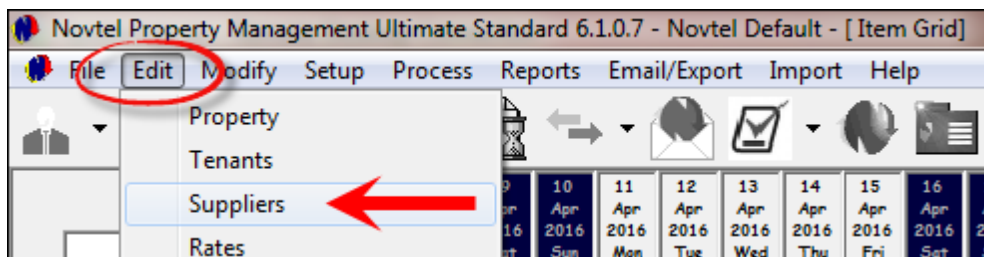 Novtel Property Management Ultimate Standard 6.1.0.7 - Novtel Default - [ Item Grid]
File Edit Modify Setup Process Reports Email/Export Import Help
Property
Tenants
Suppliers
Rates
9 10 11 12 13 14 15 16
Apr Apr Apr Apr Apr Apr Apr
16 2016 2016 2016 2016 2016 2016 2016
Sun Mon Tue Wed Thu Fri Sat